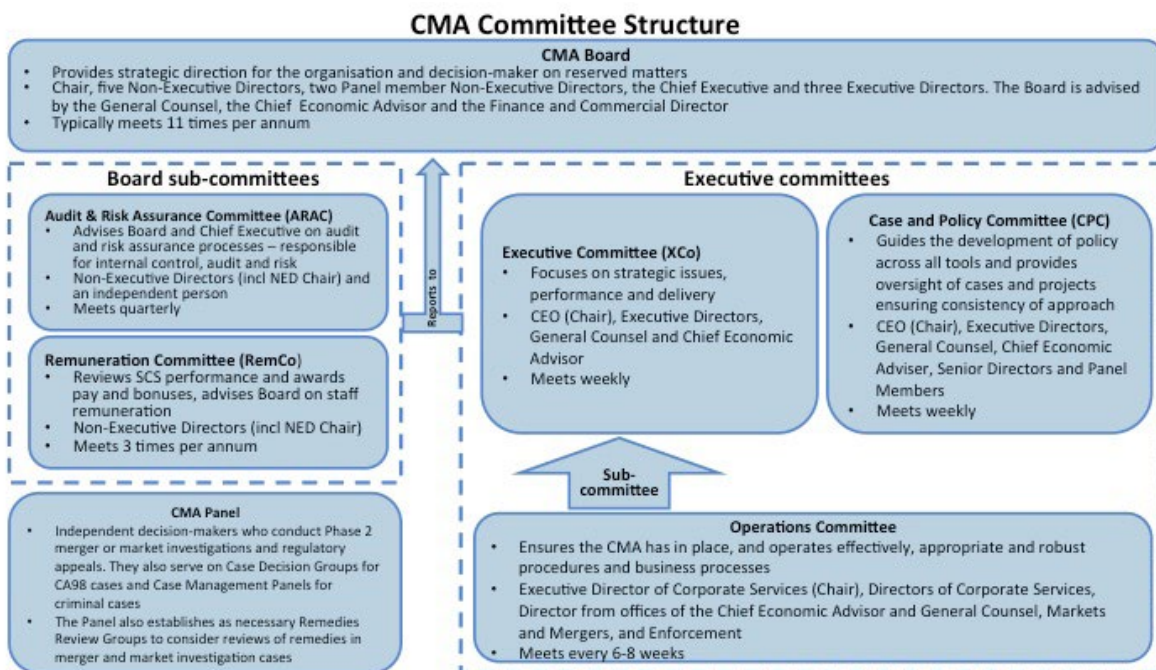 CMA Committee Structure
CMA Board
• Provides strategic direction for the organisation and decision-maker on reserved matters
• Chair, five Non-Executive Directors, two Panel member Non-Executive Directors, the Chief Executive and three Executive Directors. The Board is advised
by the General Counsel, the Chief Economic Advisor and the Finance and Commercial Director
• Typically meets 11 times per annum
Board sub-committees
Audit & Risk Assurance Committee (ARAC)
• Advises Board and Chief Executive on audit
and risk assurance processes – responsible
for internal control, audit and risk
• Non-Executive Directors (incl NED Chair) and
an independent person
• Meets quarterly
Remuneration Committee (RemCo)
• Reviews SCS performance and awards
pay and bonuses, advises Board on staff
remuneration
• Non-Executive Directors (incl NED Chair)
• Meets 3 times per annum
CMA Panel
• Independent decision-makers who conduct Phase 2
merger or market investigations and regulatory
appeals. They also serve on Case Decision Groups for
CA98 cases and Case Management Panels for
criminal cases
• The Panel also establishes as necessary Remedies
Review Groups to consider reviews of remedies in
merger and market investigation cases
Reports to
Executive committees
Executive Committee (XCo)
• Focuses on strategic issues,
performance and delivery
• CEO (Chair), Executive Directors,
General Counsel and Chief Economic
Advisor
• Meets weekly
Case and Policy Committee (CPC)
• Guides the development of policy
across all tools and provides
oversight of cases and projects
ensuring consistency of approach
• CEO (Chair), Executive Directors,
General Counsel, Chief Economic
Adviser, Senior Directors and Panel
Members
• Meets weekly
Sub-
committee
Operations Committee
• Ensures the CMA has in place, and operates effectively, appropriate and robust
procedures and business processes
• Executive Director of Corporate Services (Chair), Directors of Corporate Services,
Director from offices of the Chief Economic Advisor and General Counsel, Markets
and Mergers, and Enforcement
• Meets every 6-8 weeks